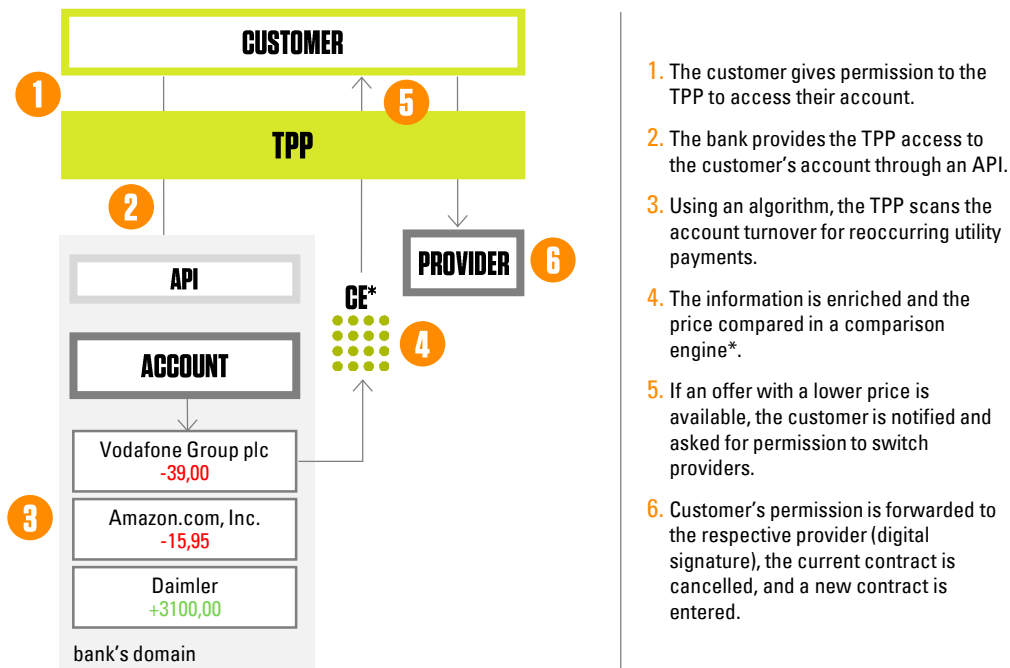 CUSTOMER
1
5
TPP
2
PROVIDER
6
API
CE*
4
ACCOUNT
Vodafone Group plc
-39,00
3
Amazon.com, Inc.
-15,95
Daimler
+3100,00
bank's domain
1. The customer gives permission to the
TPP to access their account.
2. The bank provides the TPP access to
the customer's account through an API.
3. Using an algorithm, the TPP scans the
account turnover for reoccurring utility
payments.
4. The information is enriched and the
price compared in a comparison
engine*.
5. If an offer with a lower price is
available, the customer is notified and
asked for permission to switch
providers.
6. Customer's permission is forwarded to
the respective provider (digital
signature), the current contract is
cancelled, and a new contract is
entered.